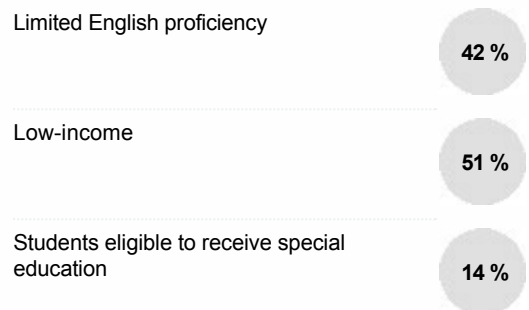 Limited English proficiency
42 %
Low-income
51 %
Students eligible to receive special
education
14 %